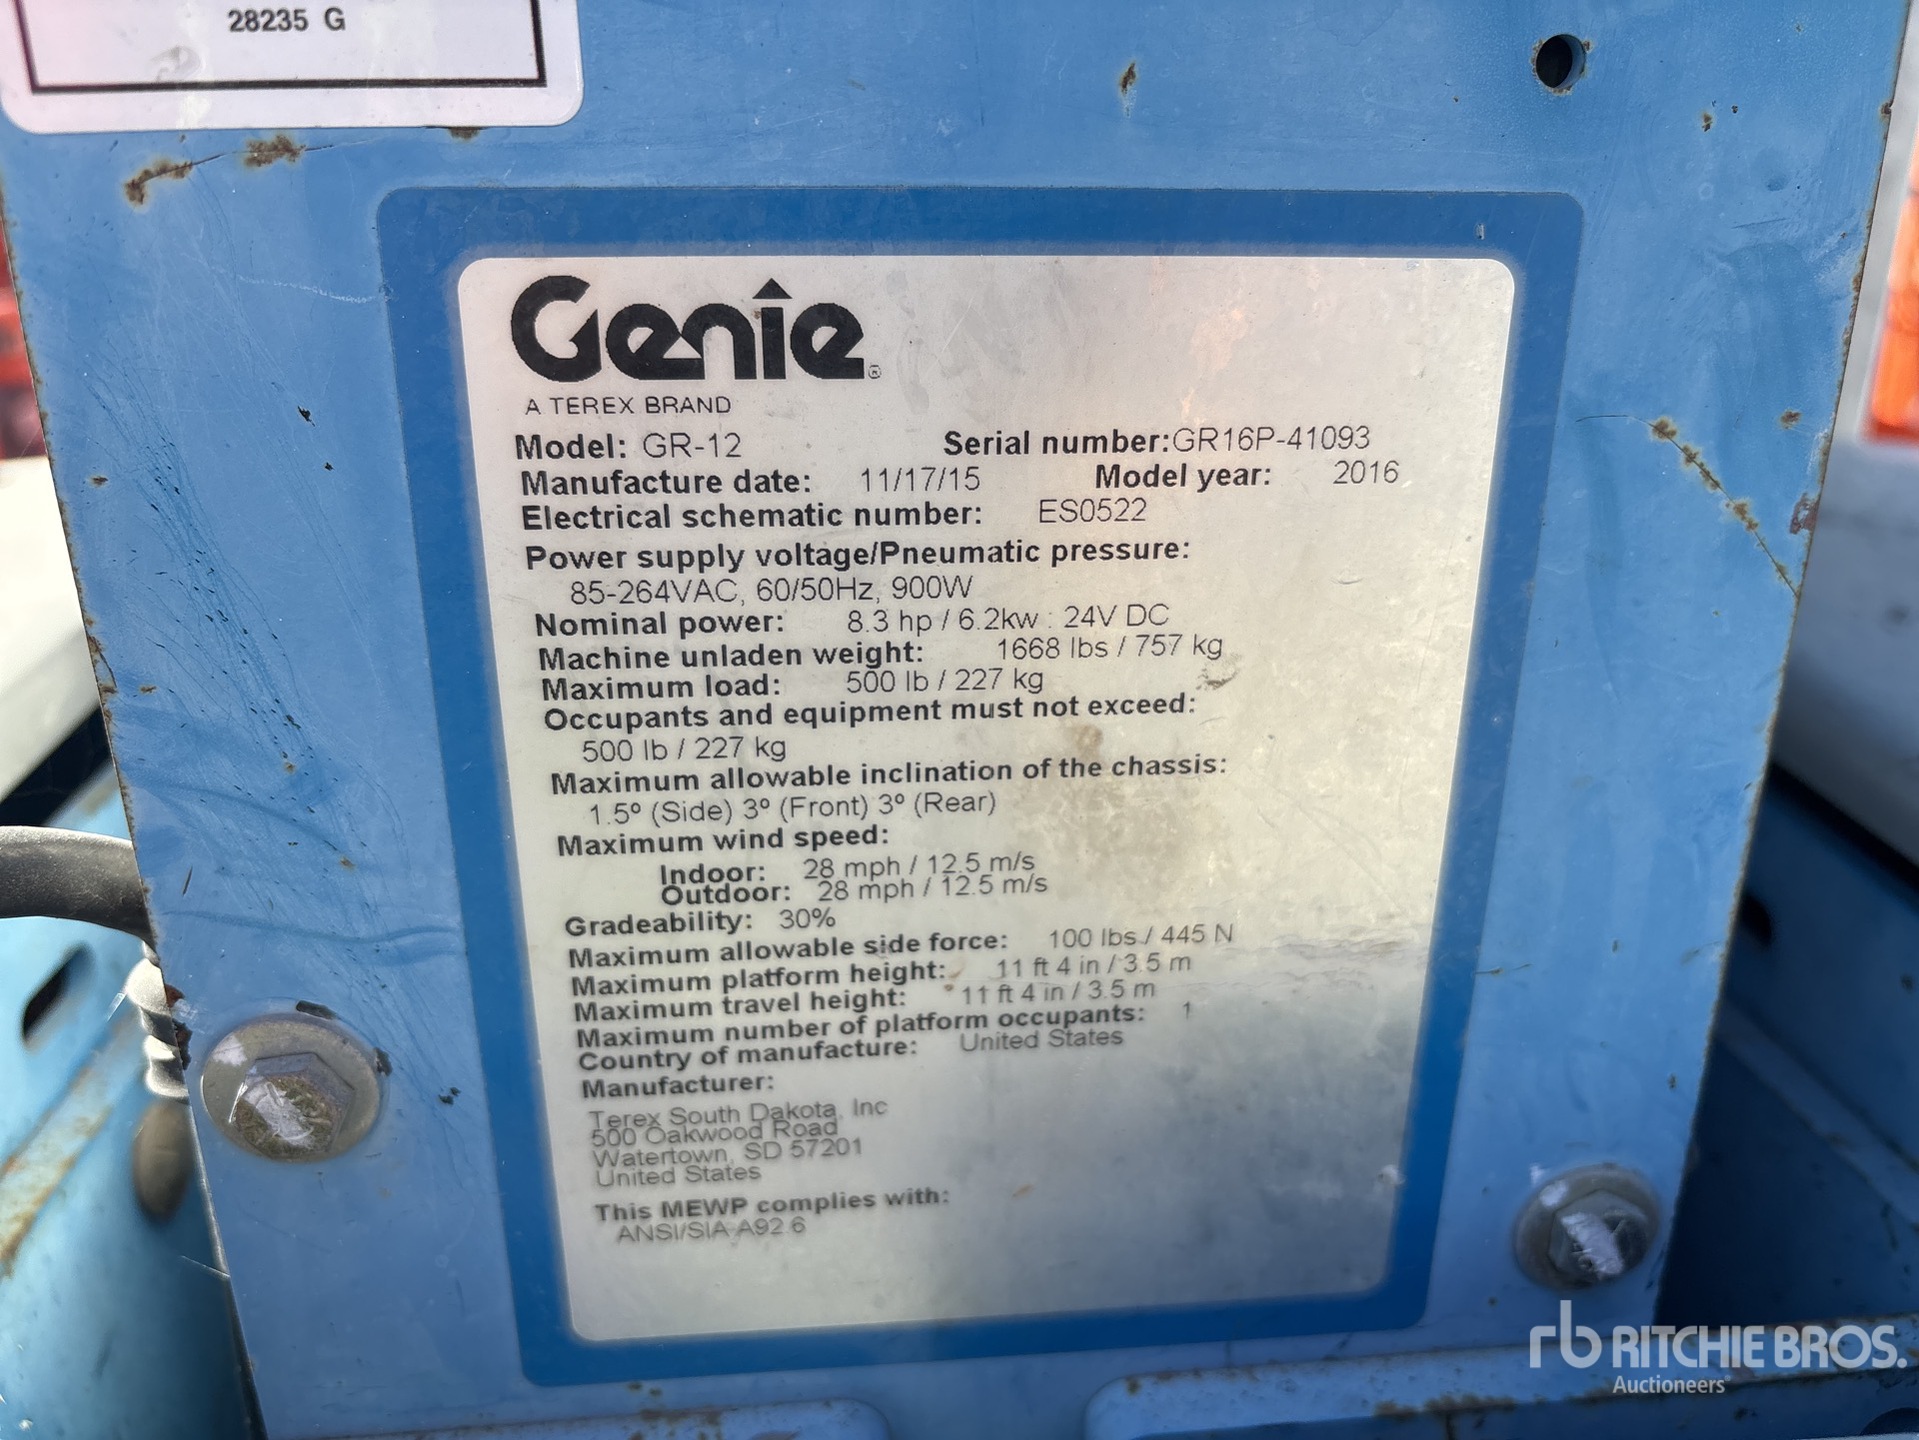 28235 G
Genie®
A TEREX BRAND
Model: GR-12 Serial number:GR16P-41093
Manufacture date: 11/17/15 Model year: 2016
Electrical schematic number: ES0522
Power supply voltage/Pneumatic pressure:
85-264VAC, 60/50Hz, 900W
Nominal power: 8.3 hp / 6.2kw : 24V DC
Machine unladen weight: 1668 lbs / 757 kg
Maximum load: 500 lb / 227 kg
Occupants and equipment must not exceed:
500 lb / 227 kg
Maximum allowable inclination of the chassis:
1.5º (Side) 3º (Front) 3º (Rear)
Maximum wind speed:
Indoor: 28 mph / 12.5 m/s
Outdoor: 28 mph / 12.5 m/s
Gradeability: 30%
Maximum allowable side force: 100 lbs / 445 N
Maximum platform height: 11 ft 4 in / 3.5 m
Maximum travel height: 11 ft 4 in / 3.5 m
Maximum number of platform occupants: 1
Country of manufacture: United States
Manufacturer:
Terex South Dakota, Inc
500 Oakwood Road
Watertown, SD 57201
United States
This MEWP complies with:
ANSI/SIA A92.6
rb RITCHIE BROS.
Auctioneers